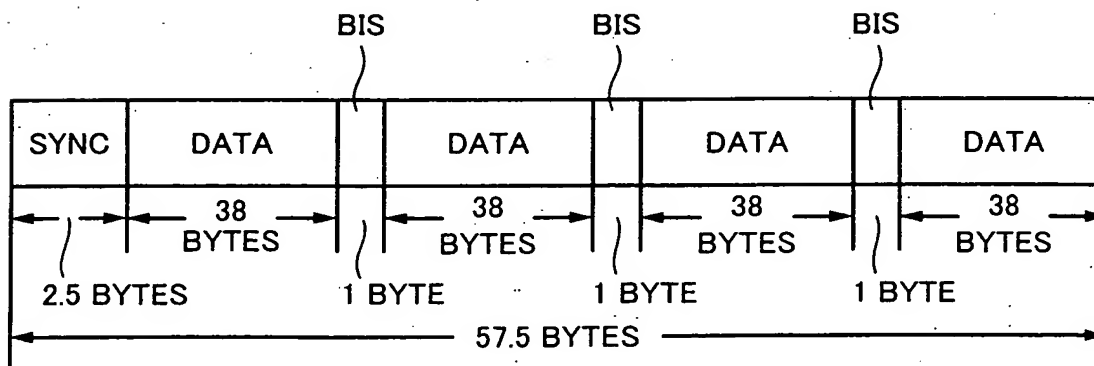 BIS BIS BIS
SYNC DATA DATA DATA DATA
38 BYTES 38 BYTES 38 BYTES 38 BYTES
2.5 BYTES 1 BYTE 1 BYTE 1 BYTE
57.5 BYTES